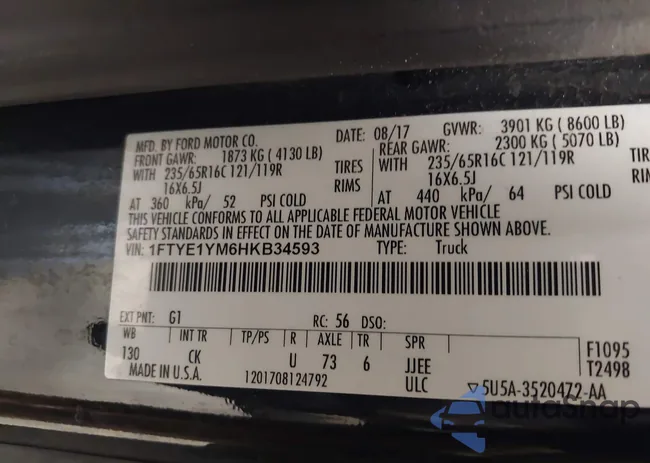 MFD. BY FORD MOTOR CO. DATE: 08/17 GVWR: 3901 KG ( 8600 LB)
FRONT GAWR: 1873 KG ( 4130 LB) REAR GAWR: 2300 KG ( 5070 LB)
WITH 235/65R16C 121/119R TIRES WITH 235/65R16C 121/119R TIRES
16X6.5J RIMS 16X6.5J RIMS
AT 360 kPa/ 52 PSI COLD AT 440 kPa/ 64 PSI COLD
THIS VEHICLE CONFORMS TO ALL APPLICABLE FEDERAL MOTOR VEHICLE
SAFETY STANDARDS IN EFFECT ON THE DATE OF MANUFACTURE SHOWN ABOVE.
VIN: 1FTYE1YM6HKB34593 TYPE: Truck
EXT PNT: G1 RC: 56 DSO:
WB INT TR TP/PS R AXLE TR SPR F1095
130 CK U 73 6 JJEE T2498
MADE IN U.S.A. 1201708124792 ULC ▽5U5A-3520472-AA
autoSnap